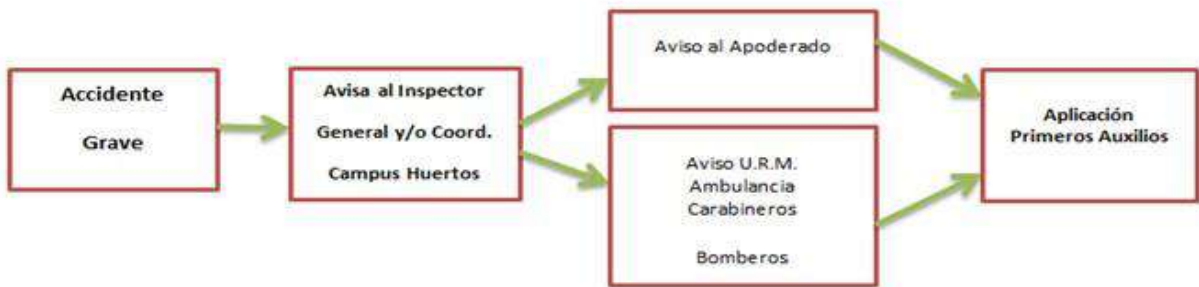 Accidente
Grave
Avisa al Inspector
General y/o Coord.
Campus Huertos
Aviso al Apoderado
Aviso U.R.M.
Ambulancia
Carabineros
Bomberos
Aplicación
Primeros Auxilios